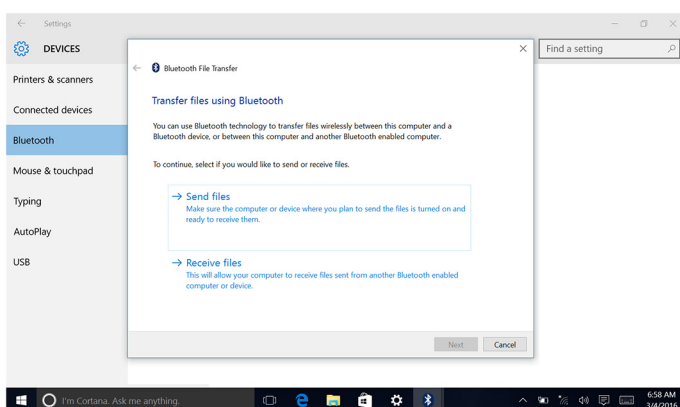 Settings
DEVICES
Find a setting
Printers & scanners
Connected devices
Bluetooth
Mouse & touchpad
Typing
AutoPlay
USB
Bluetooth File Transfer
Transfer files using Bluetooth
You can use Bluetooth technology to transfer files wirelessly between this computer and a
Bluetooth device, or between this computer and another Bluetooth enabled computer.
To continue, select if you would like to send or receive files.
Send files
Make sure the computer or device where you plan to send the files is turned on and
ready to receive them.
Receive files
This will allow your computer to receive files sent from another Bluetooth enabled
computer or device.
Next
Cancel
I'm Cortana. Ask me anything.
6:58 AM
3/4/2016